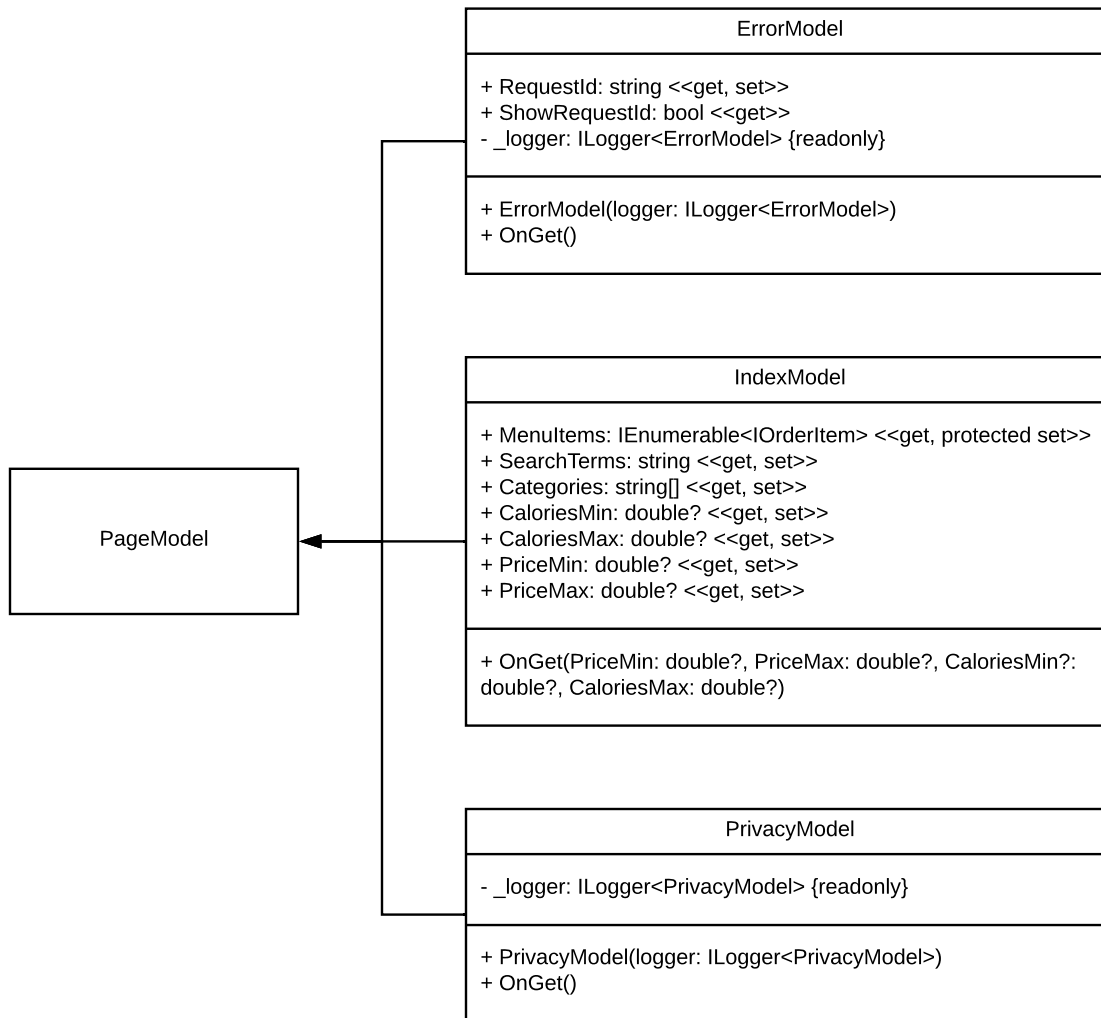 ErrorModel
+ RequestId: string <<get, set>>
+ ShowRequestId: bool <<get>>
- _logger: ILogger<ErrorModel> {readonly}
+ ErrorModel(logger: ILogger<ErrorModel>)
+ OnGet()
IndexModel
+ MenuItems: IEnumerable<IOrderItem> <<get, protected set>>
+ SearchTerms: string <<get, set>>
+ Categories: string[] <<get, set>>
+ CaloriesMin: double? <<get, set>>
+ CaloriesMax: double? <<get, set>>
+ PriceMin: double? <<get, set>>
+ PriceMax: double? <<get, set>>
+ OnGet(PriceMin: double?, PriceMax: double?, CaloriesMin?:
double?, CaloriesMax: double?)
PageModel
PrivacyModel
- _logger: ILogger<PrivacyModel> {readonly}
+ PrivacyModel(logger: ILogger<PrivacyModel>)
+ OnGet()